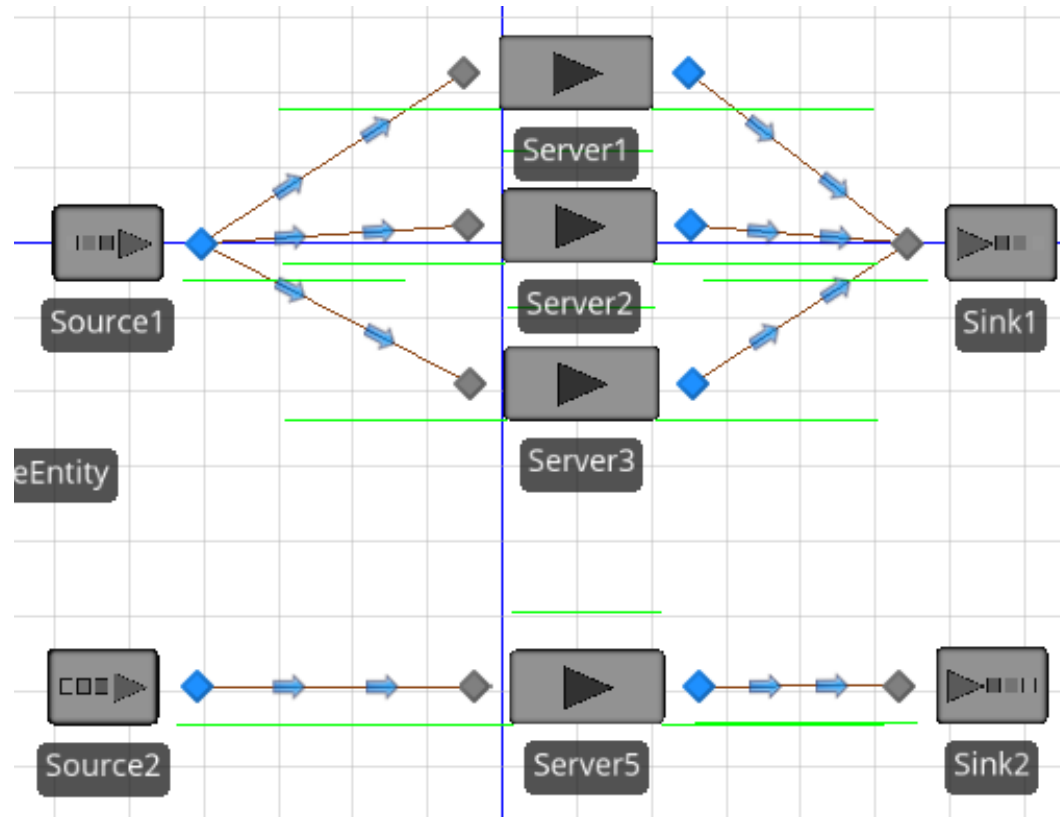 Server1
Source1
Server2
Sink1
Server3
eEntity
Source2
Server5
Sink2